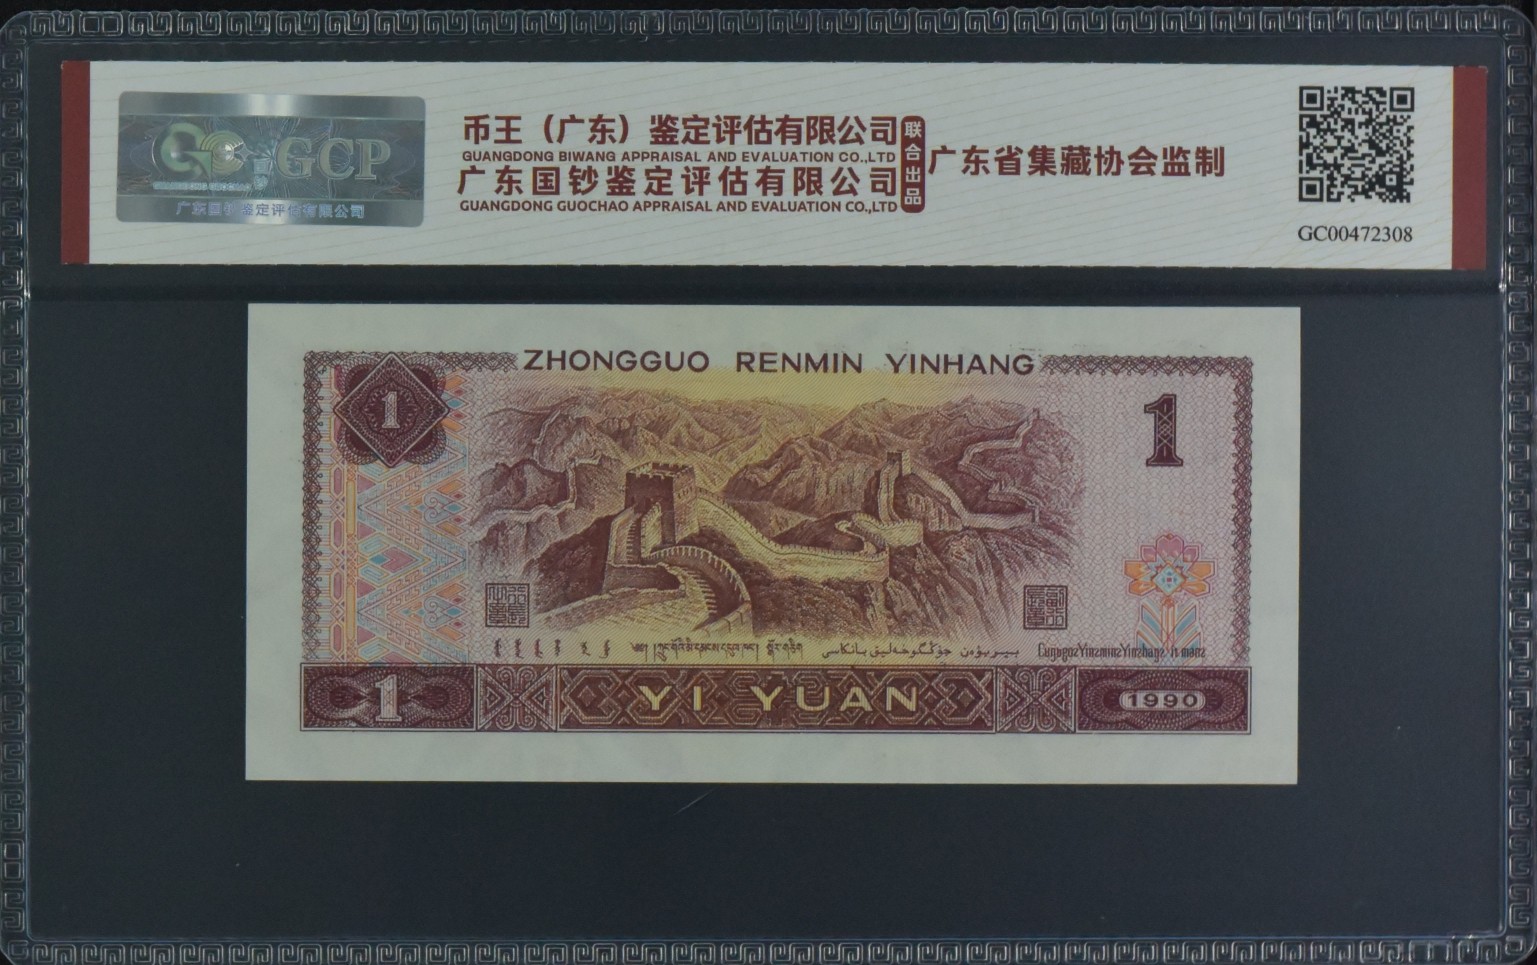 GCP
广东国钞鉴定评估有限公司
币王（广东）鉴定评估有限公司
GUANGDONG BIWANG APPRAISAL AND EVALUATION CO.,LTD
广东国钞鉴定评估有限公司
GUANGDONG GUOCHAO APPRAISAL AND EVALUATION CO.,LTD
联合出品
广东省集藏协会监制
GC00472308
ZHONGGUO RENMIN YINHANG
1
1
1
YI YUAN
1990